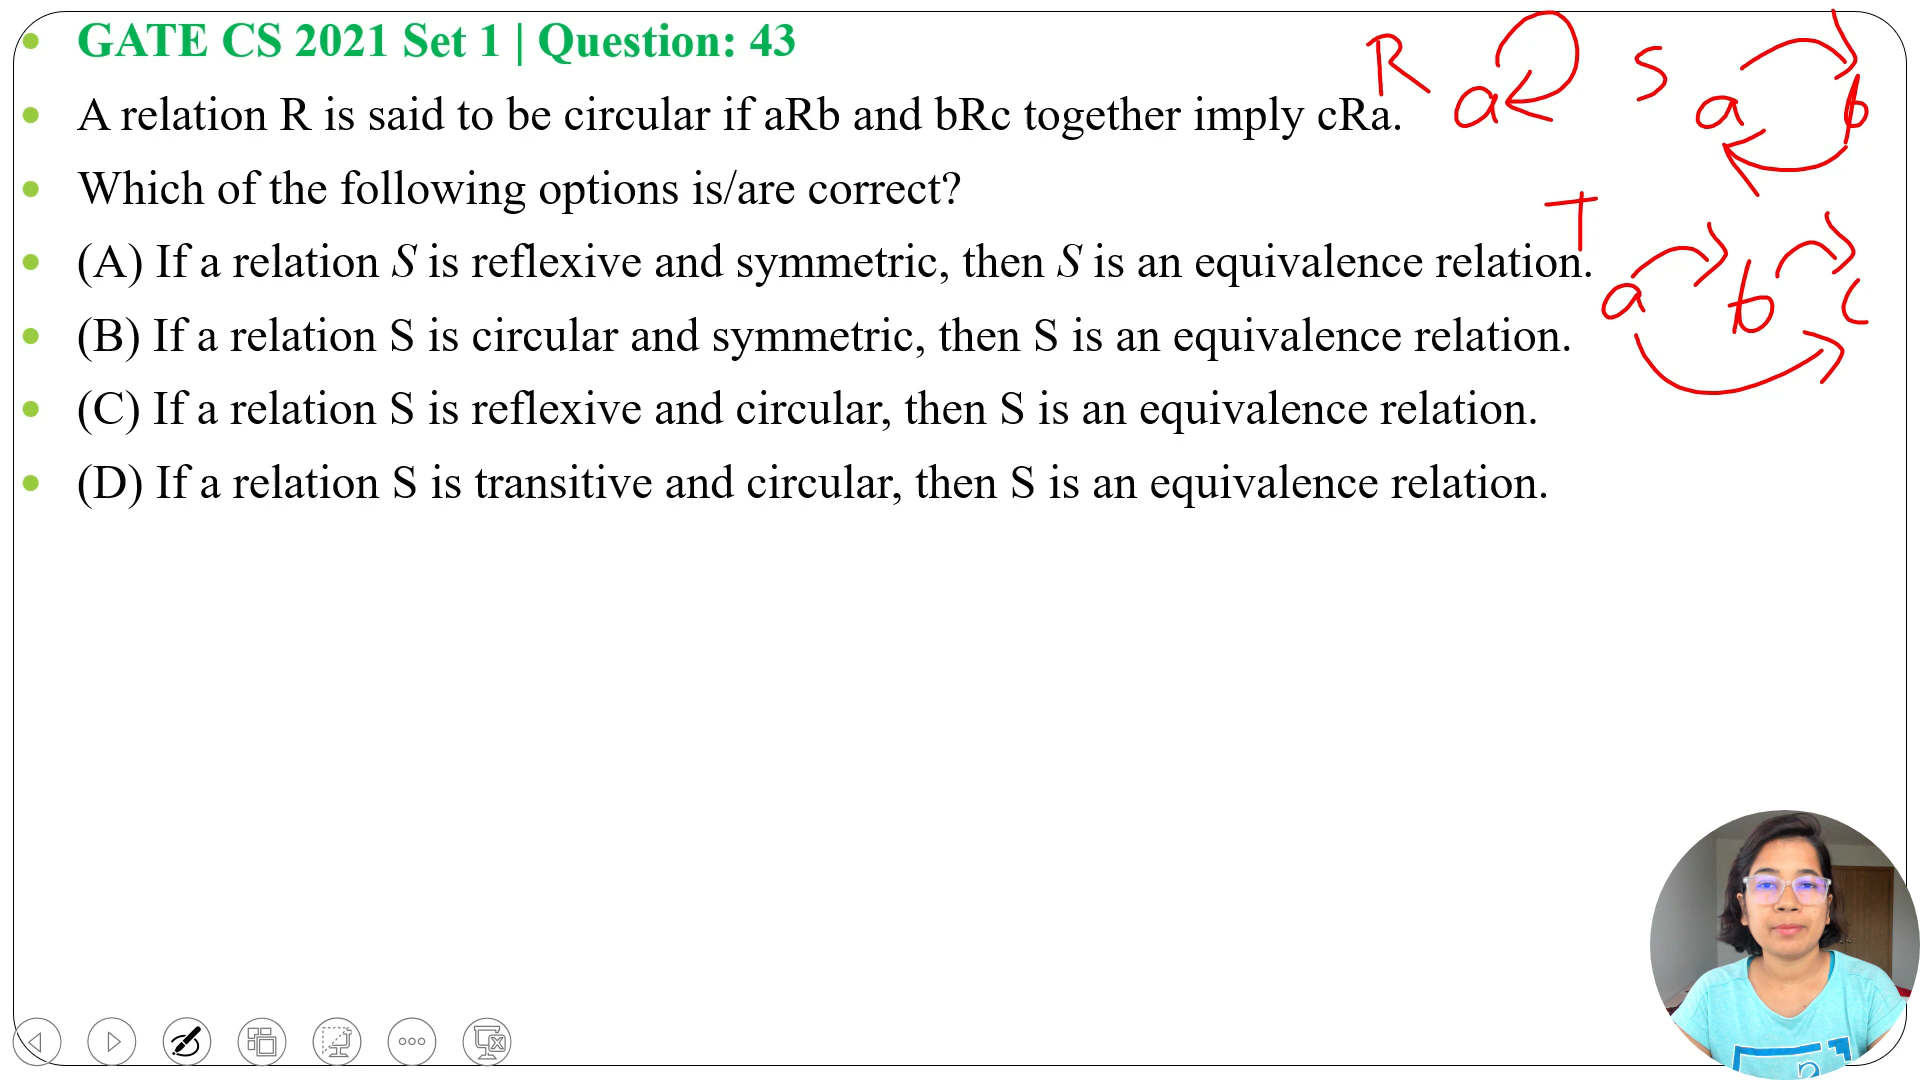 GATE CS 2021 Set 1 | Question: 43
A relation R is said to be circular if aRb and bRc together imply cRa.
Which of the following options is/are correct?
(A) If a relation S is reflexive and symmetric, then S is an equivalence relation.
(B) If a relation S is circular and symmetric, then S is an equivalence relation.
(C) If a relation S is reflexive and circular, then S is an equivalence relation.
(D) If a relation S is transitive and circular, then S is an equivalence relation.
R a
S a b
T
a b c
?